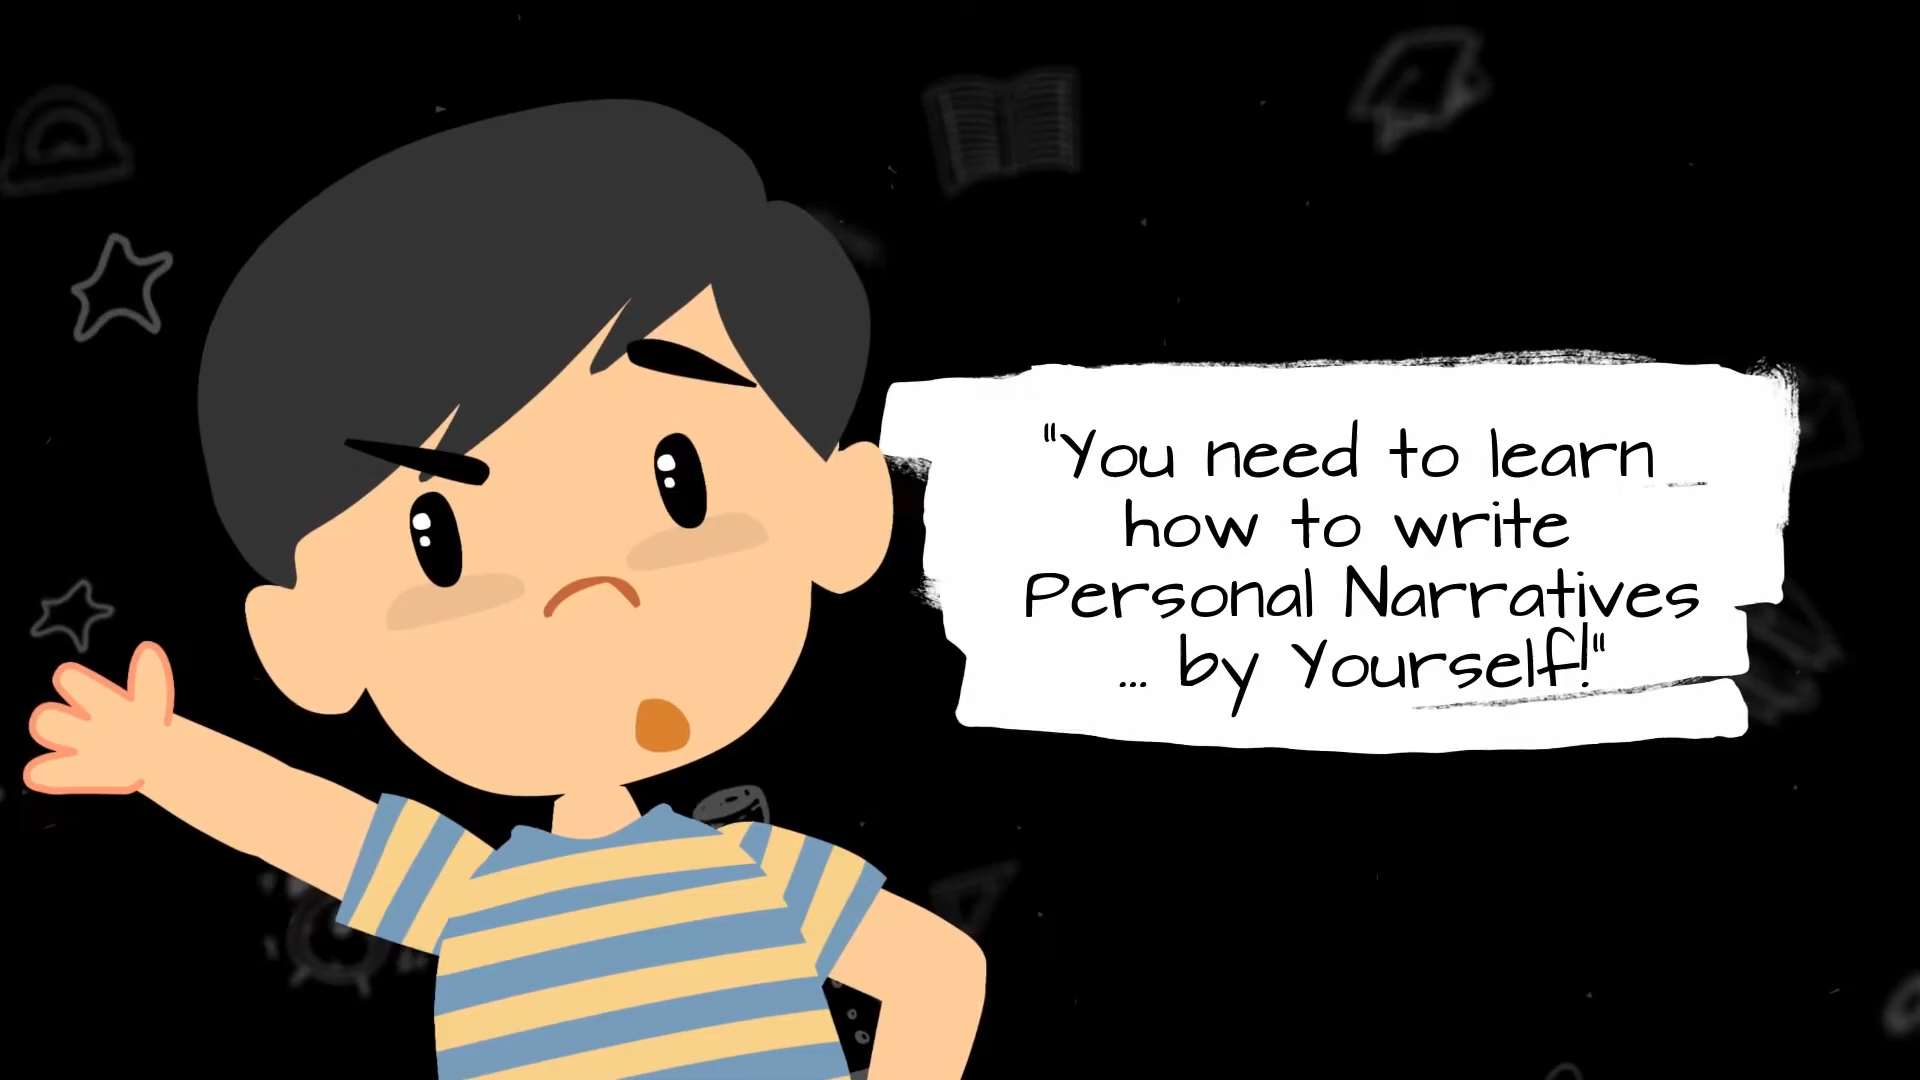 "You need to learn
how to write
Personal Narratives
... by Yourself!"